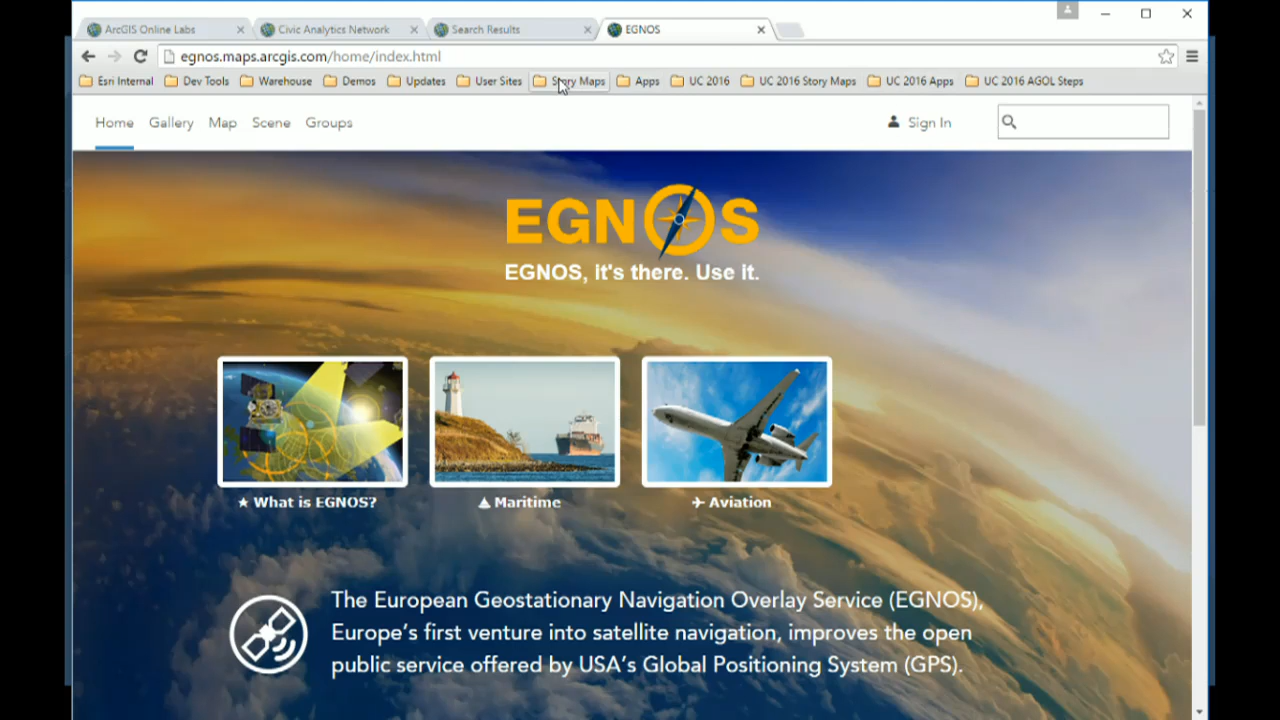 ArcGIS Online Labs
Civic Analytics Network
Search Results
EGNOS
egnos.maps.arcgis.com/home/index.html
Esri Internal Dev Tools Warehouse Demos Updates User Sites Story Maps Apps UC 2016 UC 2016 Story Maps UC 2016 Apps UC 2016 AGOL Steps
Home Gallery Map Scene Groups Sign In
EGNOS
EGNOS, it's there. Use it.
What is EGNOS?
Maritime
Aviation
The European Geostationary Navigation Overlay Service (EGNOS),
Europe's first venture into satellite navigation, improves the open
public service offered by USA's Global Positioning System (GPS).